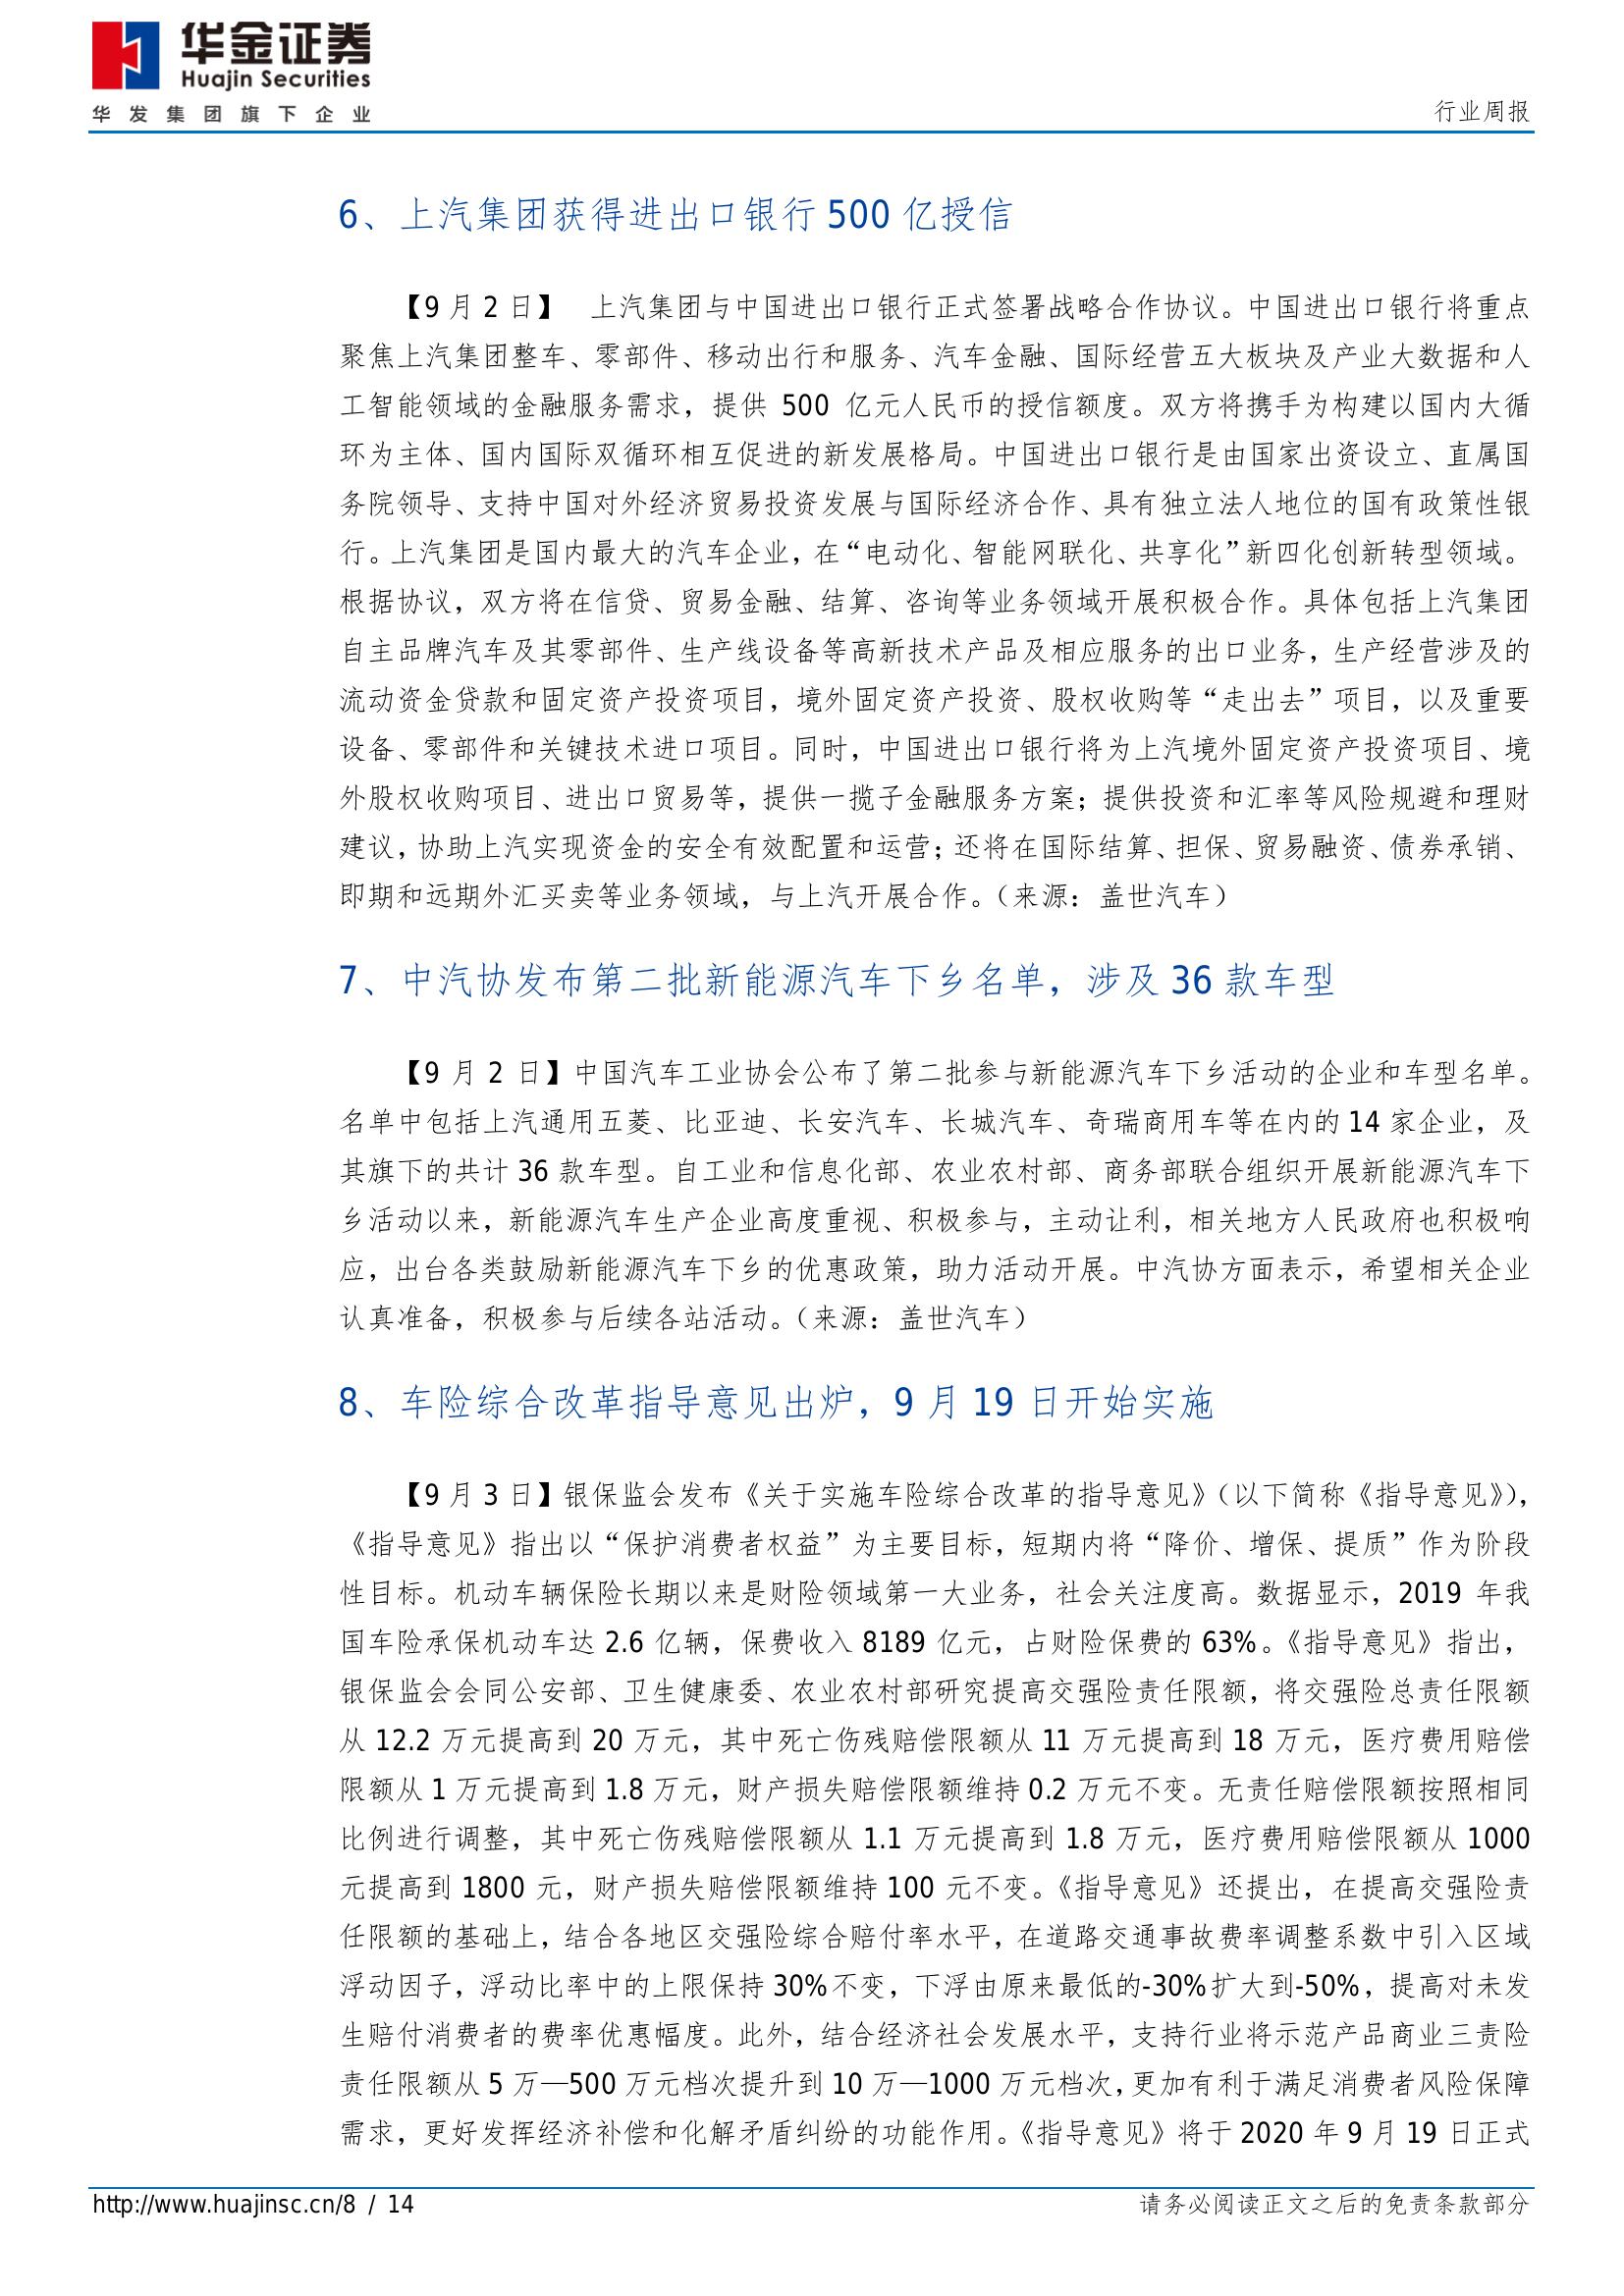 华金证券
Huajin Securities
华发集团旗下企业
行业周报
6、上汽集团获得进出口银行 500 亿授信
【9 月 2 日】 上汽集团与中国进出口银行正式签署战略合作协议。中国进出口银行将重点
聚焦上汽集团整车、零部件、移动出行和服务、汽车金融、国际经营五大板块及产业大数据和人
工智能领域的金融服务需求，提供 500 亿元人民币的授信额度。双方将携手为构建以国内大循
环为主体、国内国际双循环相互促进的新发展格局。中国进出口银行是由国家出资设立、直属国
务院领导、支持中国对外经济贸易投资发展与国际经济合作、具有独立法人地位的国有政策性银
行。上汽集团是国内最大的汽车企业，在“电动化、智能网联化、共享化”新四化创新转型领域。
根据协议，双方将在信贷、贸易金融、结算、咨询等业务领域开展积极合作。具体包括上汽集团
自主品牌汽车及其零部件、生产线设备等高新技术产品及相应服务的出口业务，生产经营涉及的
流动资金贷款和固定资产投资项目，境外固定资产投资、股权收购等“走出去”项目，以及重要
设备、零部件和关键技术进口项目。同时，中国进出口银行将为上汽境外固定资产投资项目、境
外股权收购项目、进出口贸易等，提供一揽子金融服务方案；提供投资和汇率等风险规避和理财
建议，协助上汽实现资金的安全有效配置和运营；还将在国际结算、担保、贸易融资、债券承销、
即期和远期外汇买卖等业务领域，与上汽开展合作。（来源：盖世汽车）
7、中汽协发布第二批新能源汽车下乡名单，涉及 36 款车型
【9 月 2 日】中国汽车工业协会公布了第二批参与新能源汽车下乡活动的企业和车型名单。
名单中包括上汽通用五菱、比亚迪、长安汽车、长城汽车、奇瑞商用车等在内的 14 家企业，及
其旗下的共计 36 款车型。自工业和信息化部、农业农村部、商务部联合组织开展新能源汽车下
乡活动以来，新能源汽车生产企业高度重视、积极参与，主动让利，相关地方人民政府也积极响
应，出台各类鼓励新能源汽车下乡的优惠政策，助力活动开展。中汽协方面表示，希望相关企业
认真准备，积极参与后续各站活动。（来源：盖世汽车）
8、车险综合改革指导意见出炉，9 月 19 日开始实施
【9 月 3 日】银保监会发布《关于实施车险综合改革的指导意见》（以下简称《指导意见》），
《指导意见》指出以“保护消费者权益”为主要目标，短期内将“降价、增保、提质”作为阶段
性目标。机动车辆保险长期以来是财险领域第一大业务，社会关注度高。数据显示，2019 年我
国车险承保机动车达 2.6 亿辆，保费收入 8189 亿元，占财险保费的 63%。《指导意见》指出，
银保监会会同公安部、卫生健康委、农业农村部研究提高交强险责任限额，将交强险总责任限额
从 12.2 万元提高到 20 万元，其中死亡伤残赔偿限额从 11 万元提高到 18 万元，医疗费用赔偿
限额从 1 万元提高到 1.8 万元，财产损失赔偿限额维持 0.2 万元不变。无责任赔偿限额按照相同
比例进行调整，其中死亡伤残赔偿限额从 1.1 万元提高到 1.8 万元，医疗费用赔偿限额从 1000
元提高到 1800 元，财产损失赔偿限额维持 100 元不变。《指导意见》还提出，在提高交强险责
任限额的基础上，结合各地区交强险综合赔付率水平，在道路交通事故费率调整系数中引入区域
浮动因子，浮动比率中的上限保持 30%不变，下浮由原来最低的-30%扩大到-50%，提高对未发
生赔付消费者的费率优惠幅度。此外，结合经济社会发展水平，支持行业将示范产品商业三责险
责任限额从 5 万—500 万元档次提升到 10 万—1000 万元档次，更加有利于满足消费者风险保障
需求，更好发挥经济补偿和化解矛盾纠纷的功能作用。《指导意见》将于 2020 年 9 月 19 日正式
http://www.huajinsc.cn/8 / 14
请务必阅读正文之后的免责条款部分